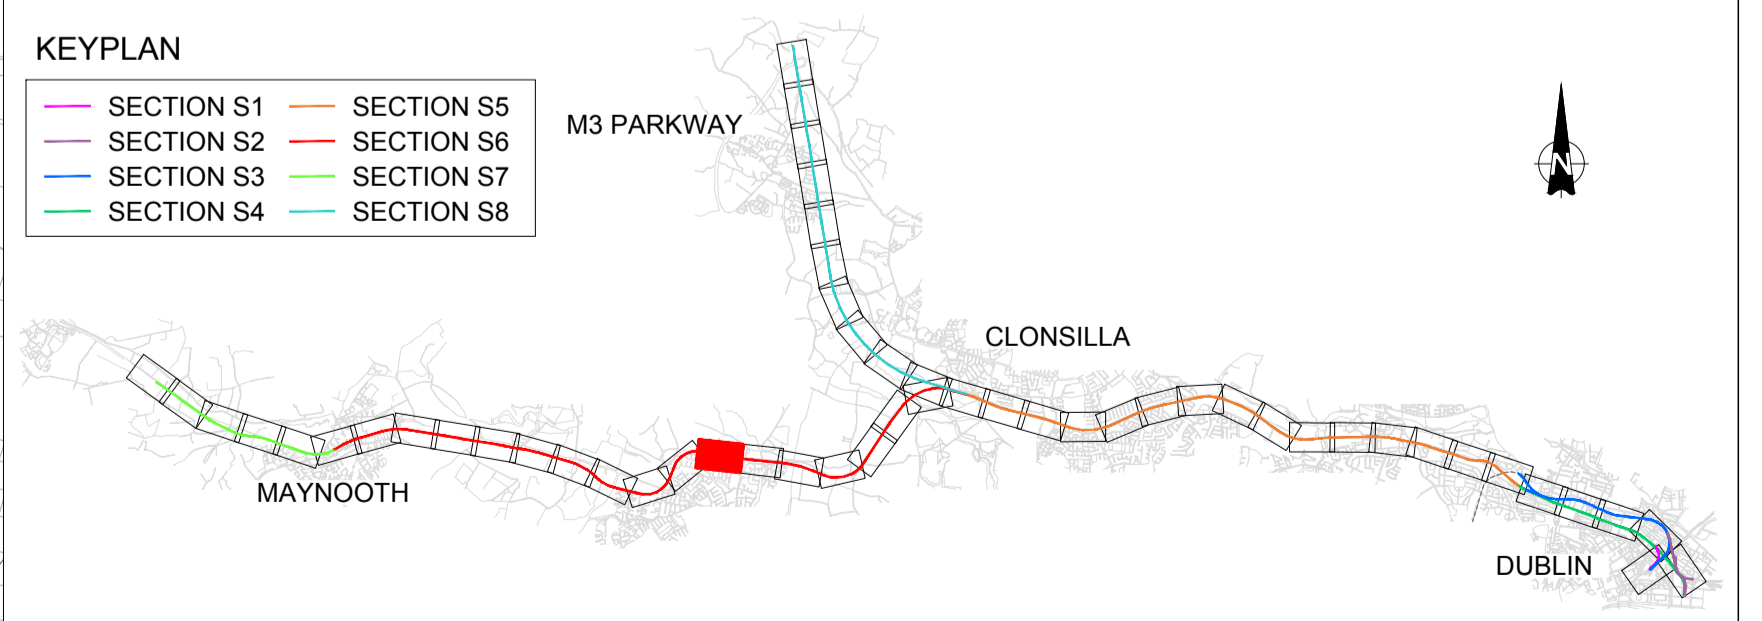 KEYPLAN
SECTION S1 SECTION S5
SECTION S2 SECTION S6
SECTION S3 SECTION S7
SECTION S4 SECTION S8
M3 PARKWAY
N
CLONSILLA
MAYNOOTH
DUBLIN